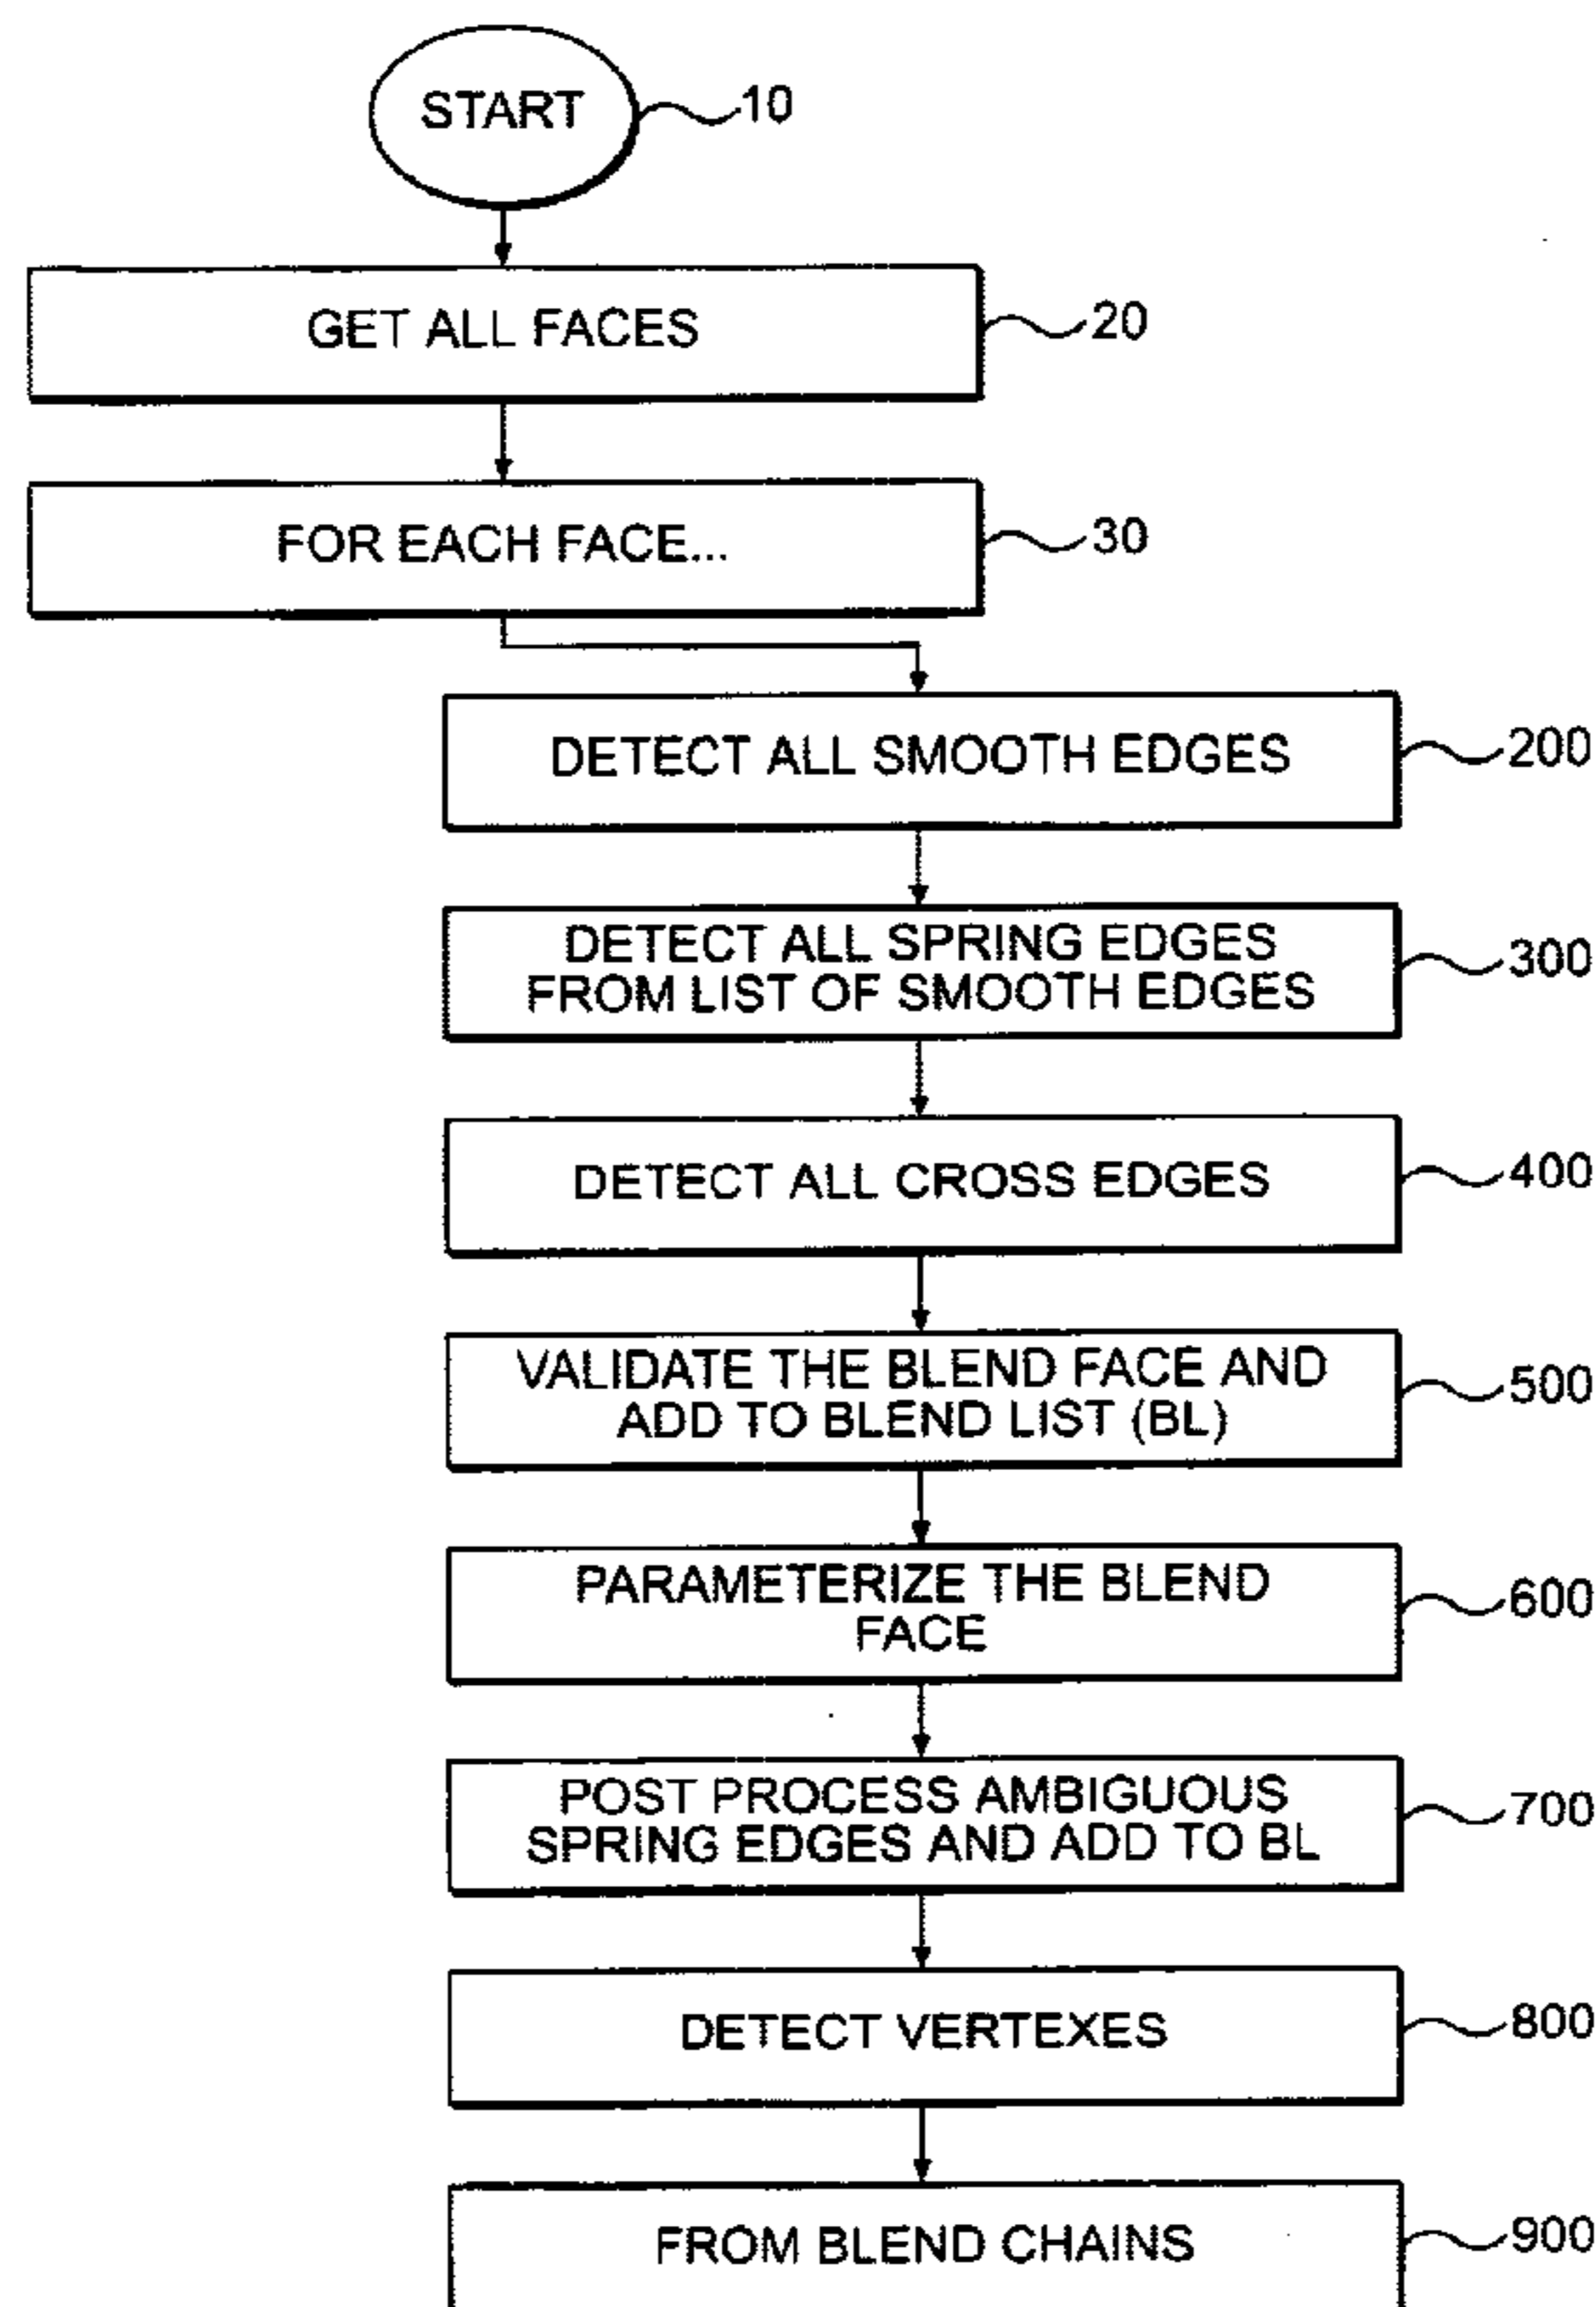 START
10
GET ALL FACES
20
FOR EACH FACE...
30
DETECT ALL SMOOTH EDGES
200
DETECT ALL SPRING EDGES
FROM LIST OF SMOOTH EDGES
300
DETECT ALL CROSS EDGES
400
VALIDATE THE BLEND FACE AND
ADD TO BLEND LIST (BL)
500
PARAMETERIZE THE BLEND
FACE
600
POST PROCESS AMBIGUOUS
SPRING EDGES AND ADD TO BL
700
DETECT VERTEXES
800
FROM BLEND CHAINS
900